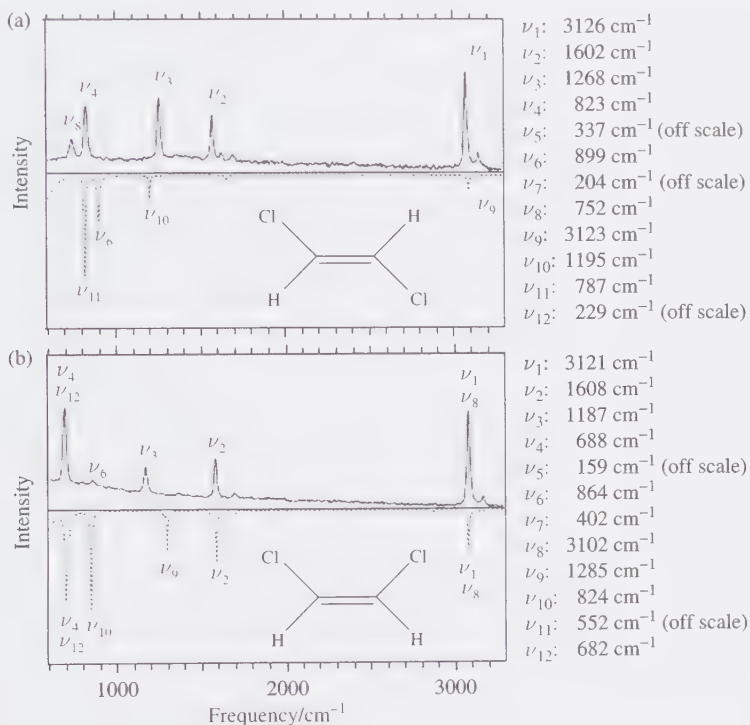 (a)
ν1
ν3
ν4
ν2
ν8
Intensity
ν10
ν9
ν6
ν11
Cl
H
H
Cl
ν1: 3126 cm−1
ν2: 1602 cm−1
ν3: 1268 cm−1
ν4: 823 cm−1
ν5: 337 cm−1 (off scale)
ν6: 899 cm−1
ν7: 204 cm−1 (off scale)
ν8: 752 cm−1
ν9: 3123 cm−1
ν10: 1195 cm−1
ν11: 787 cm−1
ν12: 229 cm−1 (off scale)
(b)
ν4
ν12
ν1
ν8
ν6
ν3
ν2
Intensity
ν9
ν2
ν1
ν8
ν4
ν12
ν10
Cl
Cl
H
H
ν1: 3121 cm−1
ν2: 1608 cm−1
ν3: 1187 cm−1
ν4: 688 cm−1
ν5: 159 cm−1 (off scale)
ν6: 864 cm−1
ν7: 402 cm−1
ν8: 3102 cm−1
ν9: 1285 cm−1
ν10: 824 cm−1
ν11: 552 cm−1 (off scale)
ν12: 682 cm−1
1000 2000 3000
Frequency/cm−1